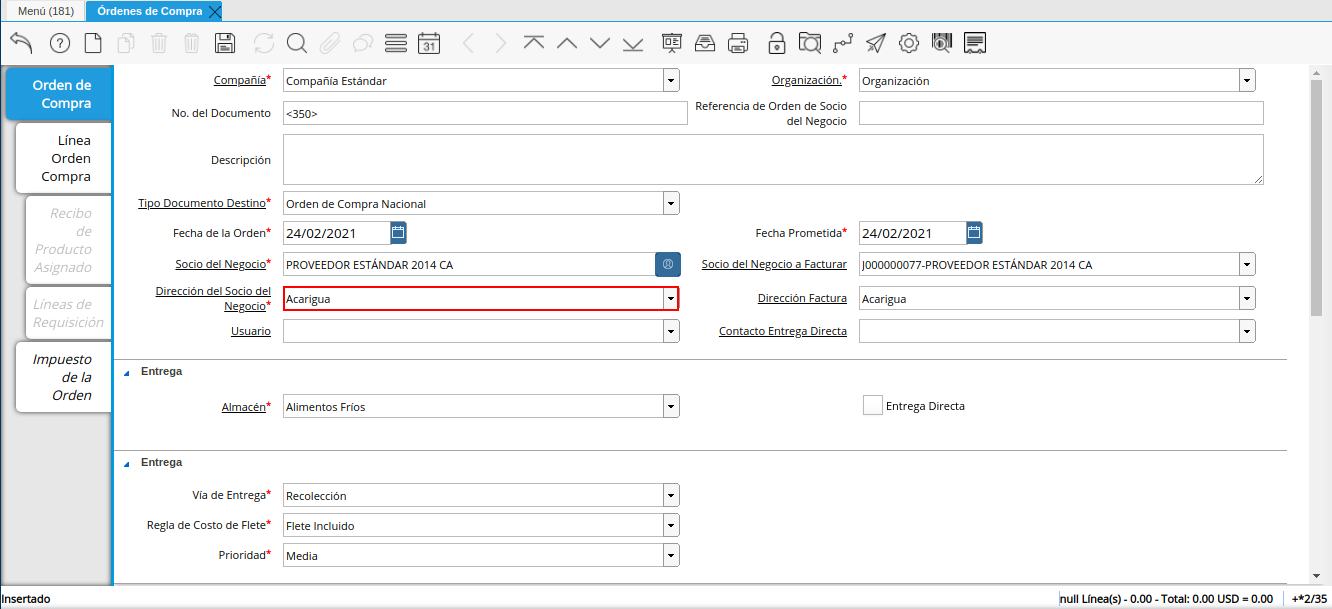 Menú (181)
Órdenes de Compra
31
Orden de
Compra
Línea
Orden
Compra
Recibo
de
Producto
Asignado
Líneas de
Requisición
Impuesto
de la
Orden
Compañía* Compañía Estándar Organización.* Organización
No. del Documento <350> Referencia de Orden de Socio
del Negocio
Descripción
Tipo Documento Destino* Orden de Compra Nacional
Fecha de la Orden* 24/02/2021 Fecha Prometida* 24/02/2021
Socio del Negocio* PROVEEDOR ESTÁNDAR 2014 CA Socio del Negocio a Facturar J000000077-PROVEEDOR ESTÁNDAR 2014 CA
Dirección del Socio del
Negocio* Acarigua Dirección Factura Acarigua
Usuario Contacto Entrega Directa
Entrega
Almacén* Alimentos Fríos Entrega Directa
Entrega
Vía de Entrega* Recolección
Regla de Costo de Flete* Flete Incluido
Prioridad* Media
Insertado null Línea(s) - 0.00 - Total: 0.00 USD = 0.00 +*2/35